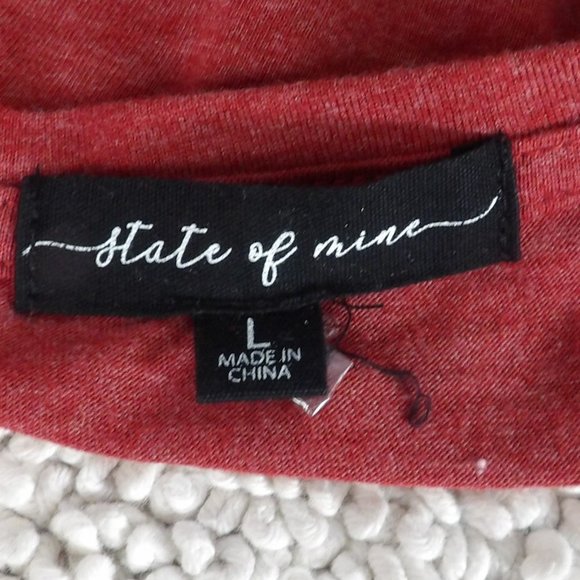 state of mine
L
MADE IN
CHINA